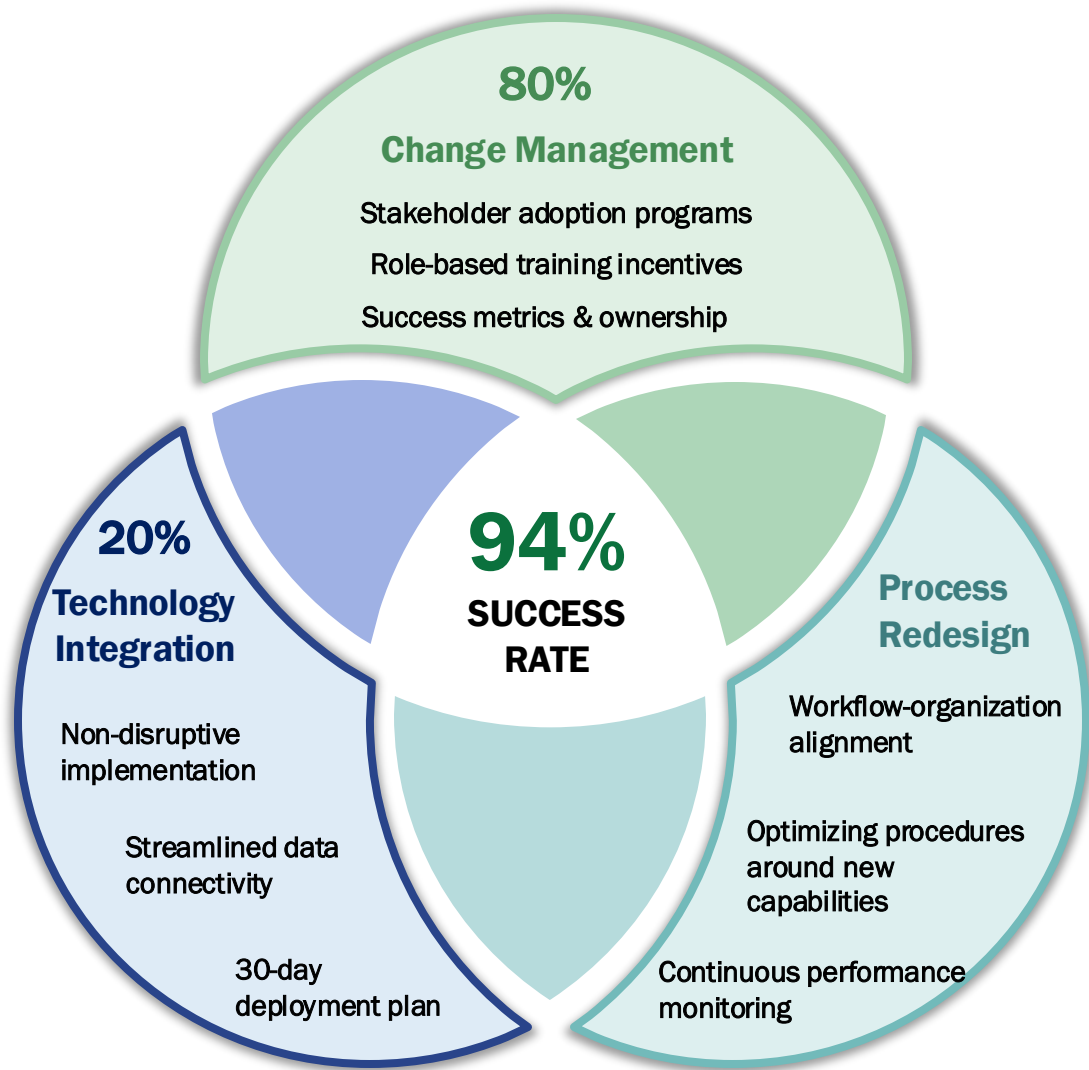 80%
Change Management
Stakeholder adoption programs
Role-based training incentives
Success metrics & ownership
20%
Technology
Integration
Non-disruptive
implementation
Streamlined data
connectivity
30-day
deployment plan
94%
SUCCESS
RATE
Process
Redesign
Workflow-organization
alignment
Optimizing procedures
around new
capabilities
Continuous performance
monitoring